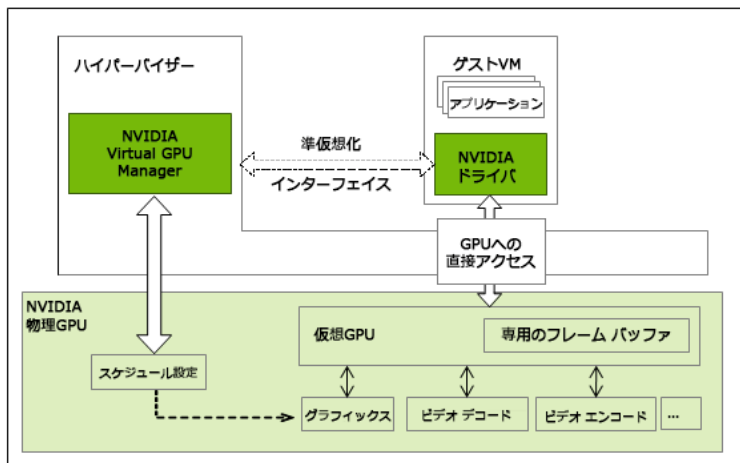 ハイパーバイザー
NVIDIA
Virtual GPU
Manager
準仮想化
インターフェイス
ゲストVM
アプリケーション
NVIDIA
ドライバ
GPUへの
直接アクセス
NVIDIA
物理GPU
スケジュール設定
仮想GPU
専用のフレーム バッファ
グラフィックス
ビデオ デコード
ビデオ エンコード
...